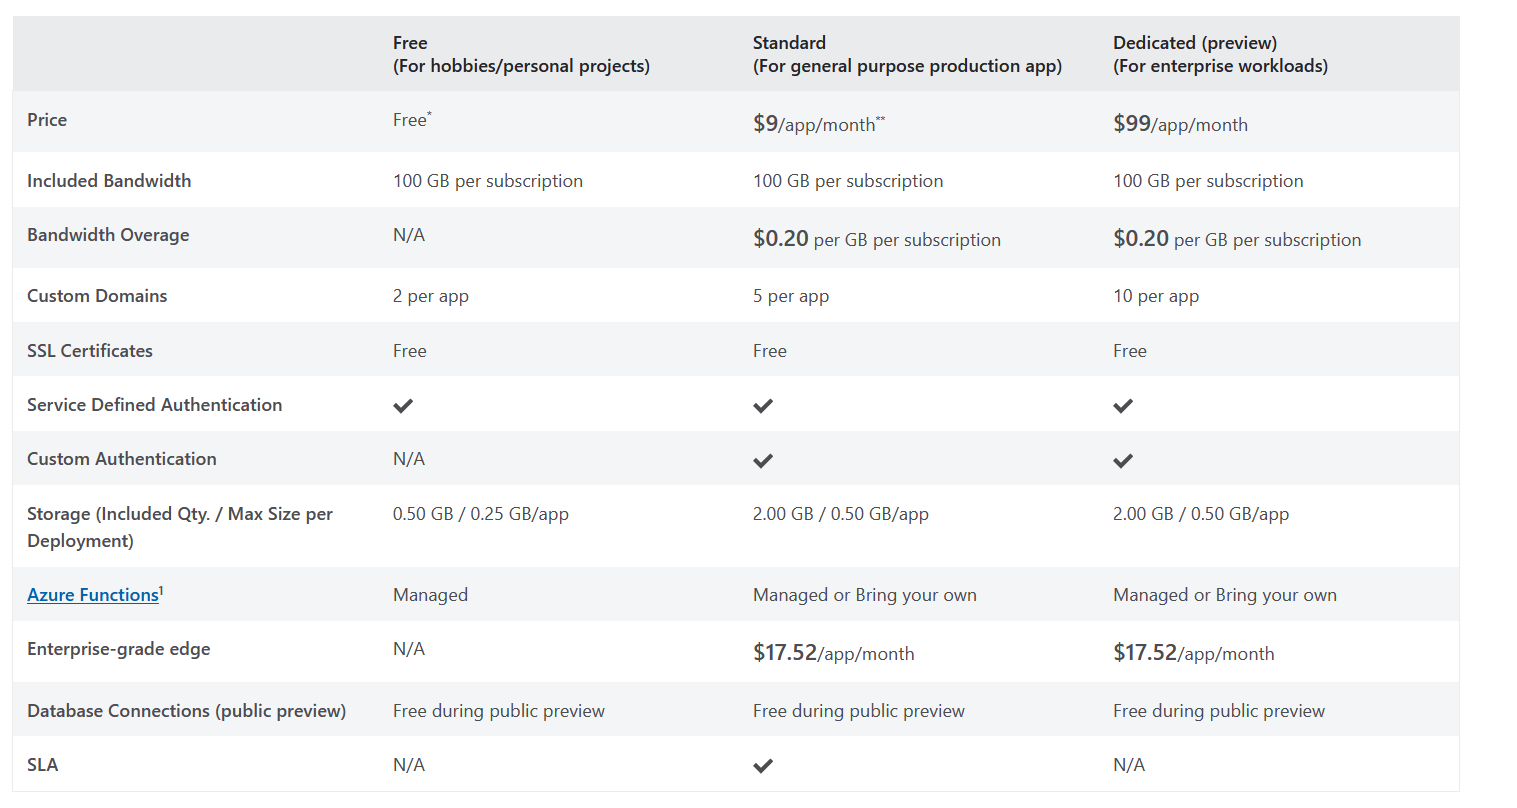 Free Standard Dedicated (preview)
(For hobbies/personal projects) (For general purpose production app) (For enterprise workloads)
Price Free* $9/app/month** $99/app/month
Included Bandwidth 100 GB per subscription 100 GB per subscription 100 GB per subscription
Bandwidth Overage N/A $0.20 per GB per subscription $0.20 per GB per subscription
Custom Domains 2 per app 5 per app 10 per app
SSL Certificates Free Free Free
Service Defined Authentication ✓ ✓ ✓
Custom Authentication N/A ✓ ✓
Storage (Included Qty. / Max Size per 0.50 GB / 0.25 GB/app 2.00 GB / 0.50 GB/app 2.00 GB / 0.50 GB/app
Deployment)
Azure Functions¹ Managed Managed or Bring your own Managed or Bring your own
Enterprise-grade edge N/A $17.52/app/month $17.52/app/month
Database Connections (public preview) Free during public preview Free during public preview Free during public preview
SLA N/A ✓ N/A